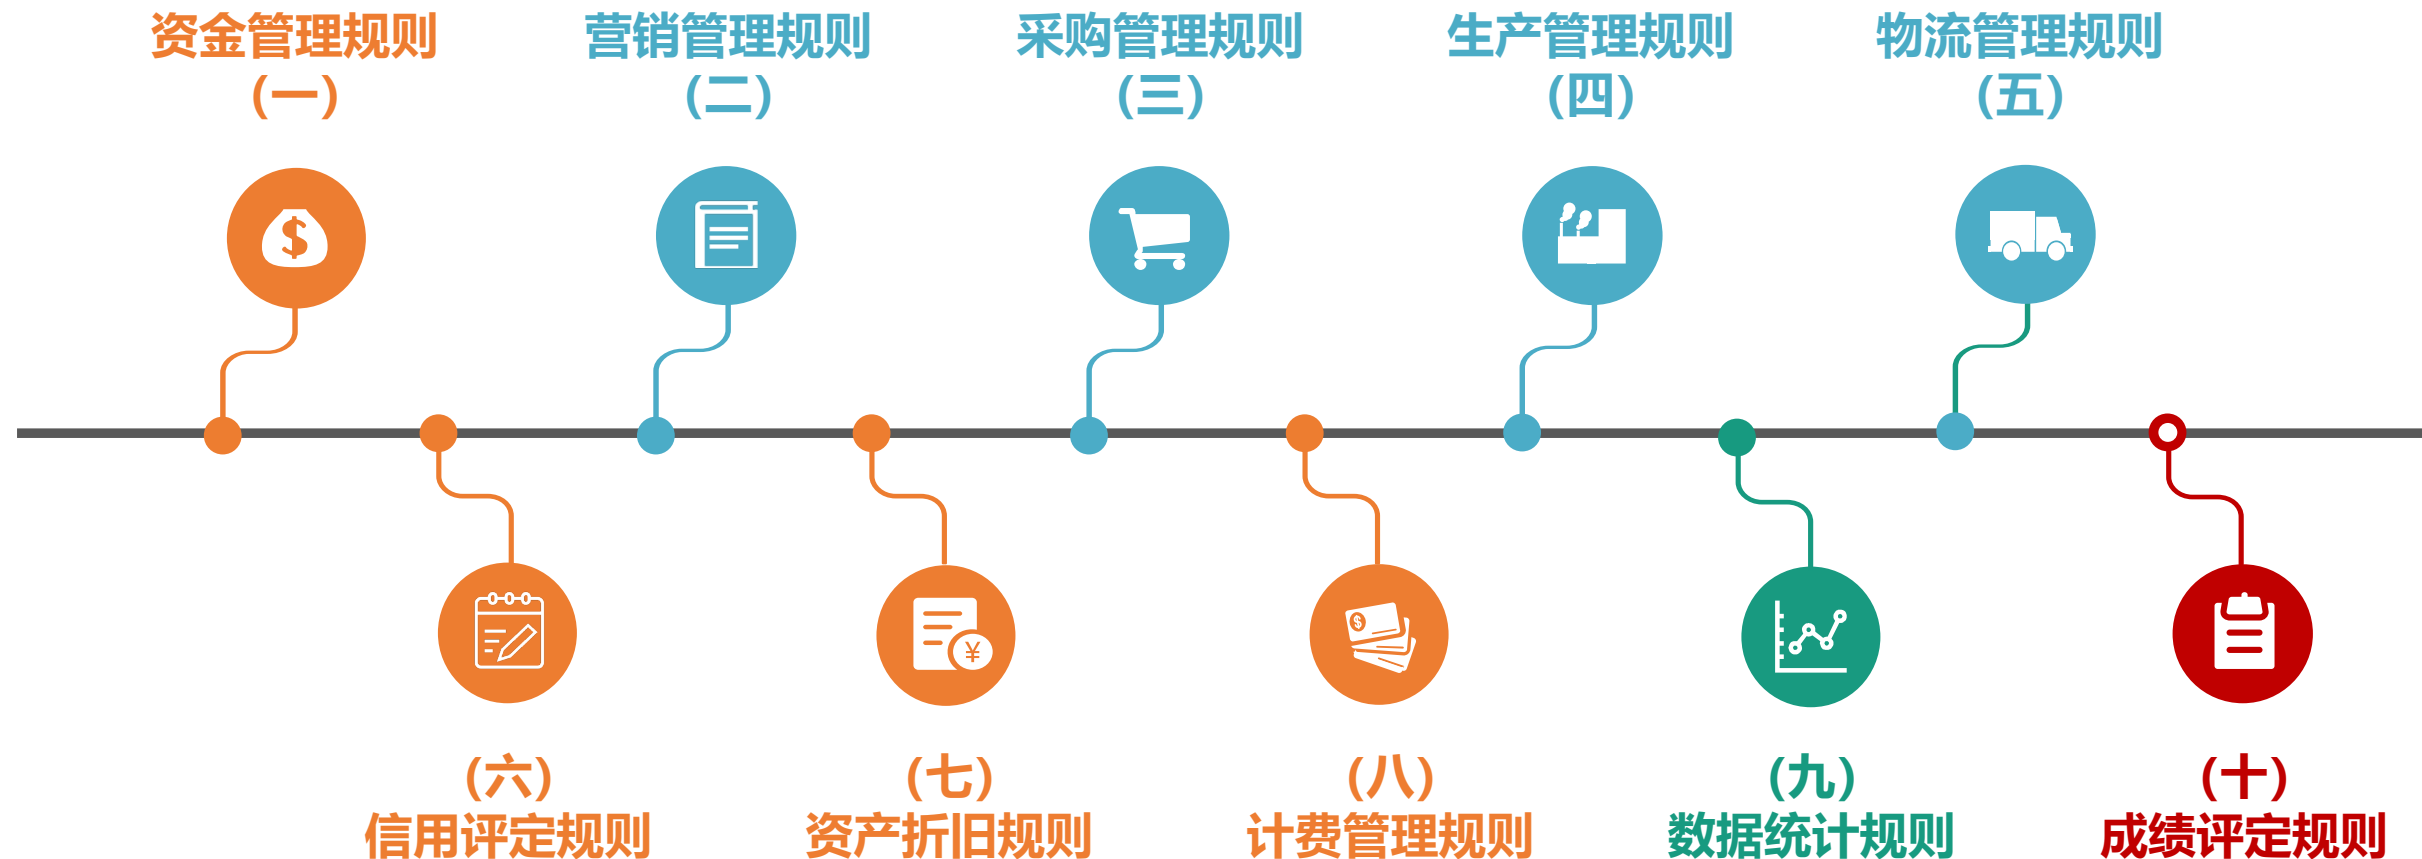 资金管理规则
(一)
营销管理规则
(二)
采购管理规则
(三)
生产管理规则
(四)
物流管理规则
(五)
(六)
信用评定规则
(七)
资产折旧规则
(八)
计费管理规则
(九)
数据统计规则
(十)
成绩评定规则
$
¥
$